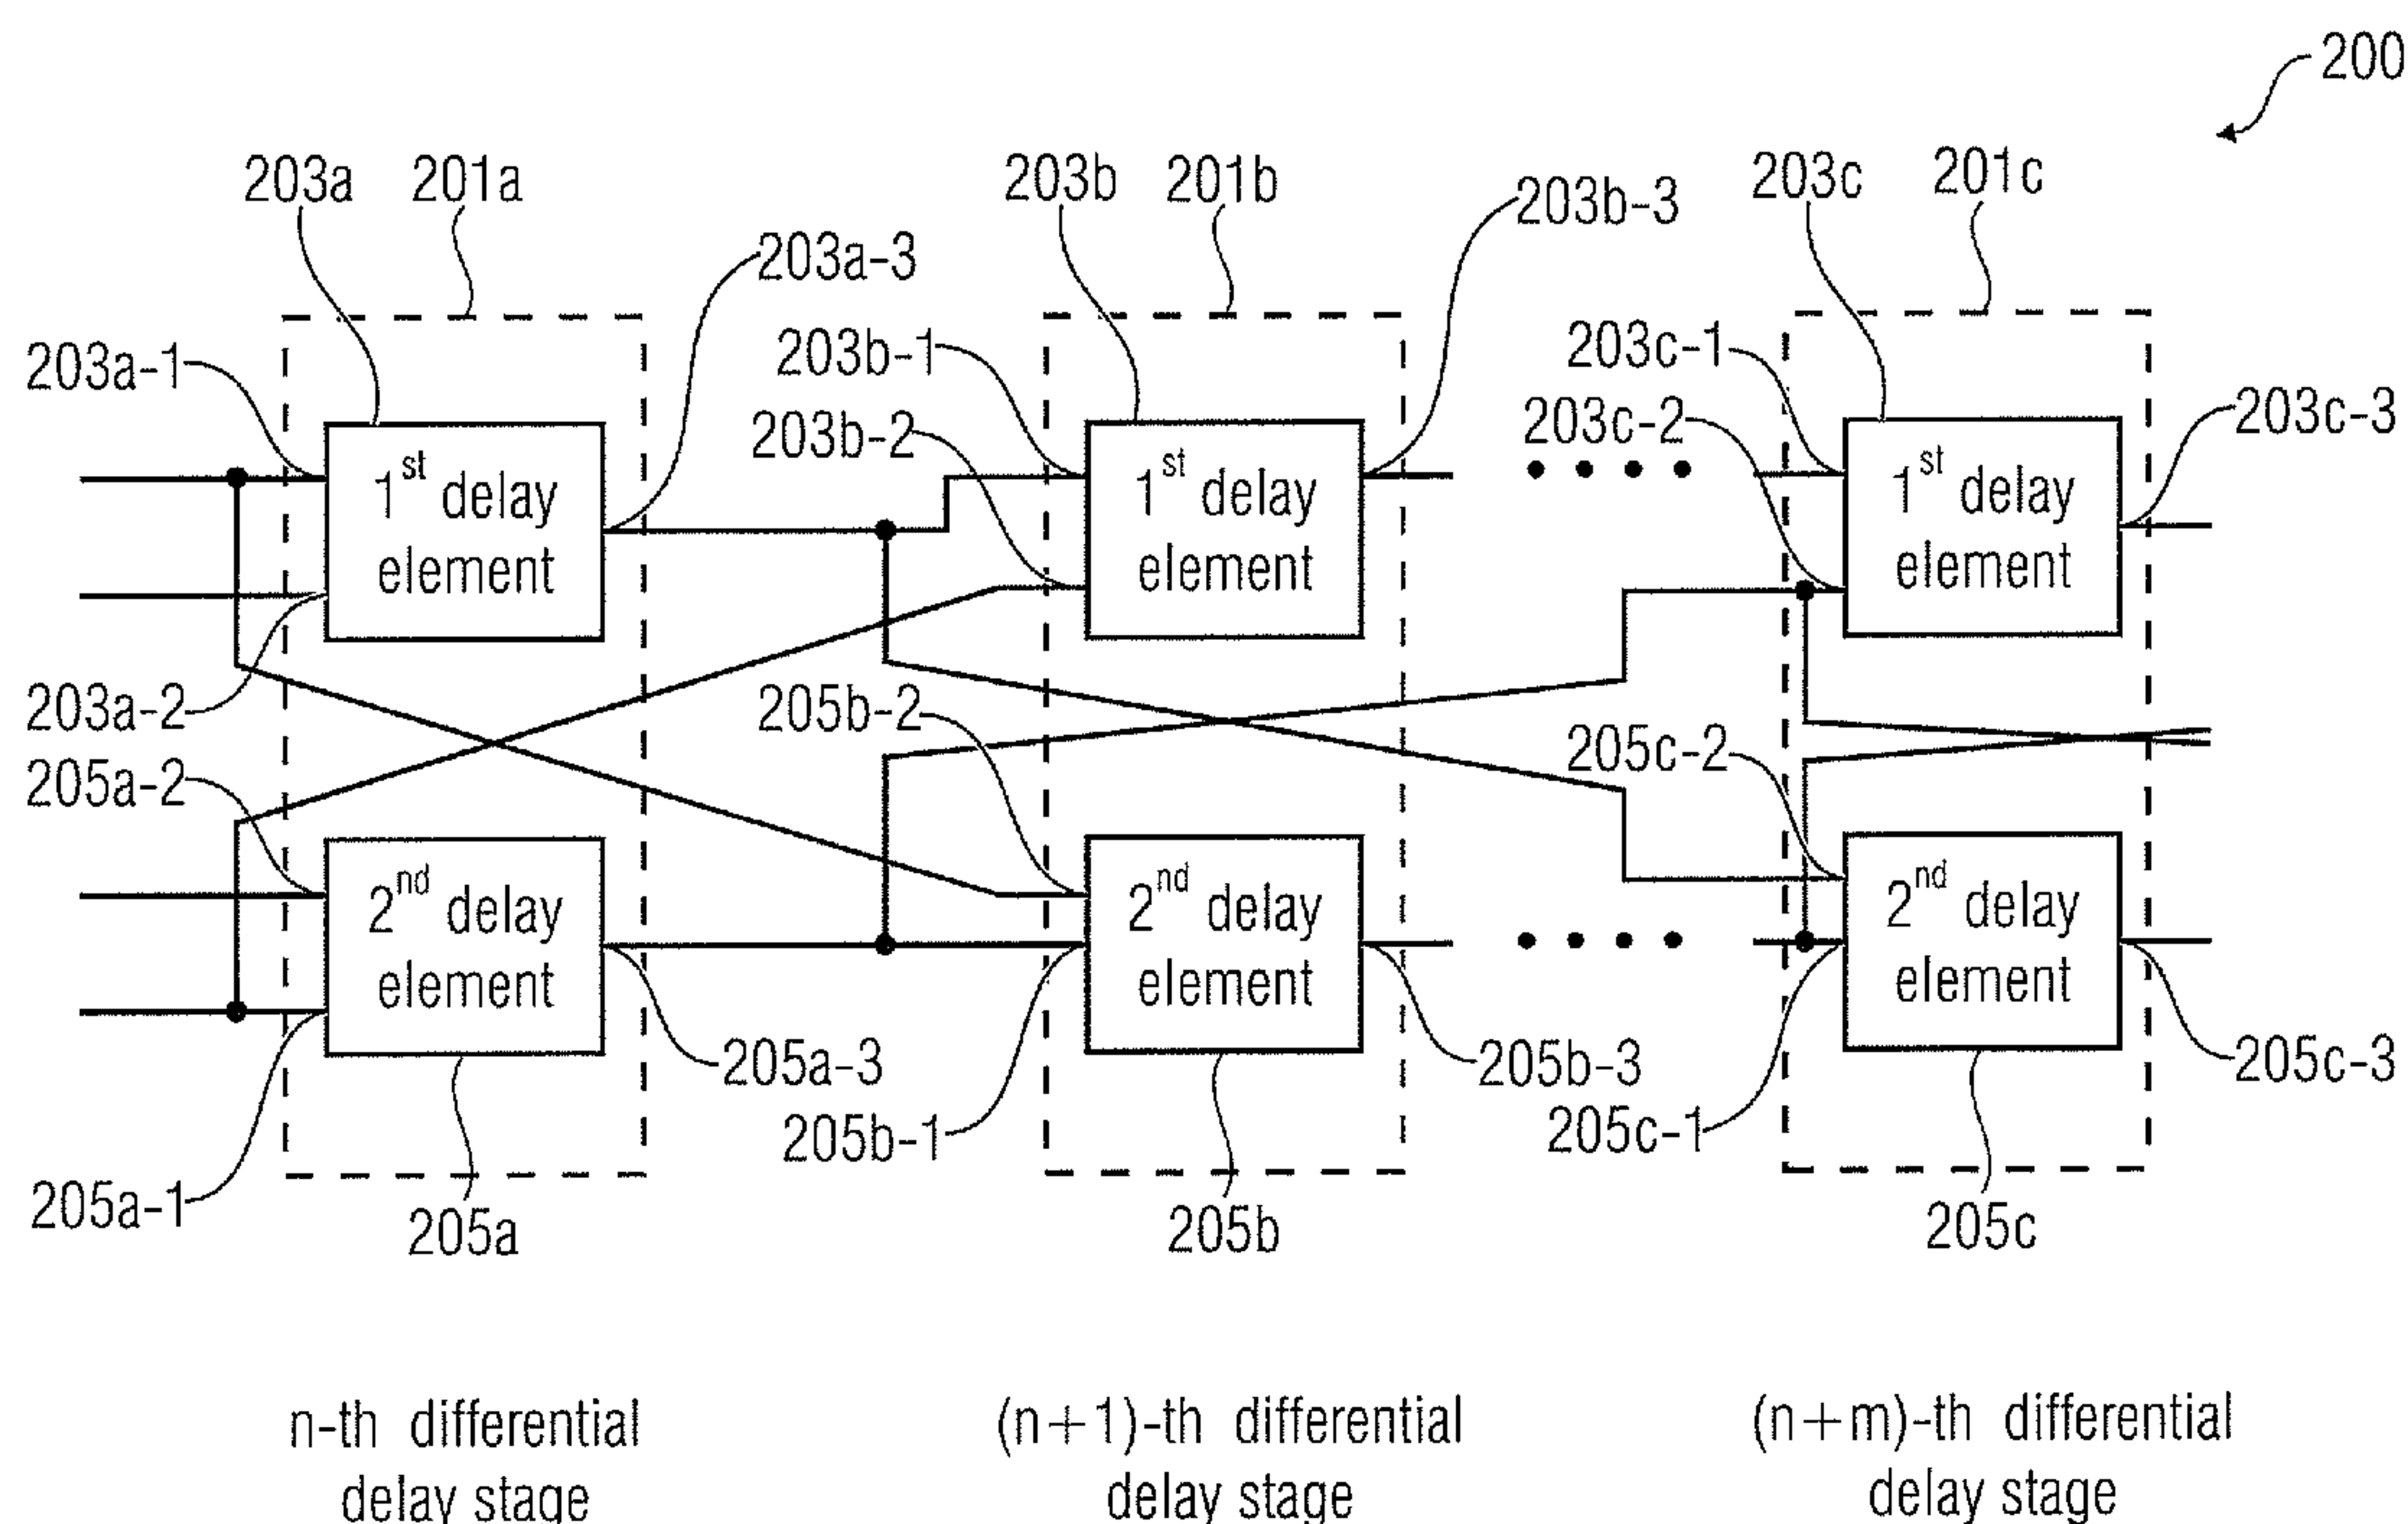 200
203a 201a 203b 201b 203b-3 203c 201c
203a-3
203a-1 203b-1 203c-1
203b-2 203c-2 203c-3
1st delay element
1st delay element
1st delay element
203a-2 205b-2
205a-2 205c-2
2nd delay element
2nd delay element
2nd delay element
205a-3 205b-3 205c-3
205b-1 205c-1
205a-1 205a 205b 205c
n-th differential delay stage
(n+1)-th differential delay stage
(n+m)-th differential delay stage